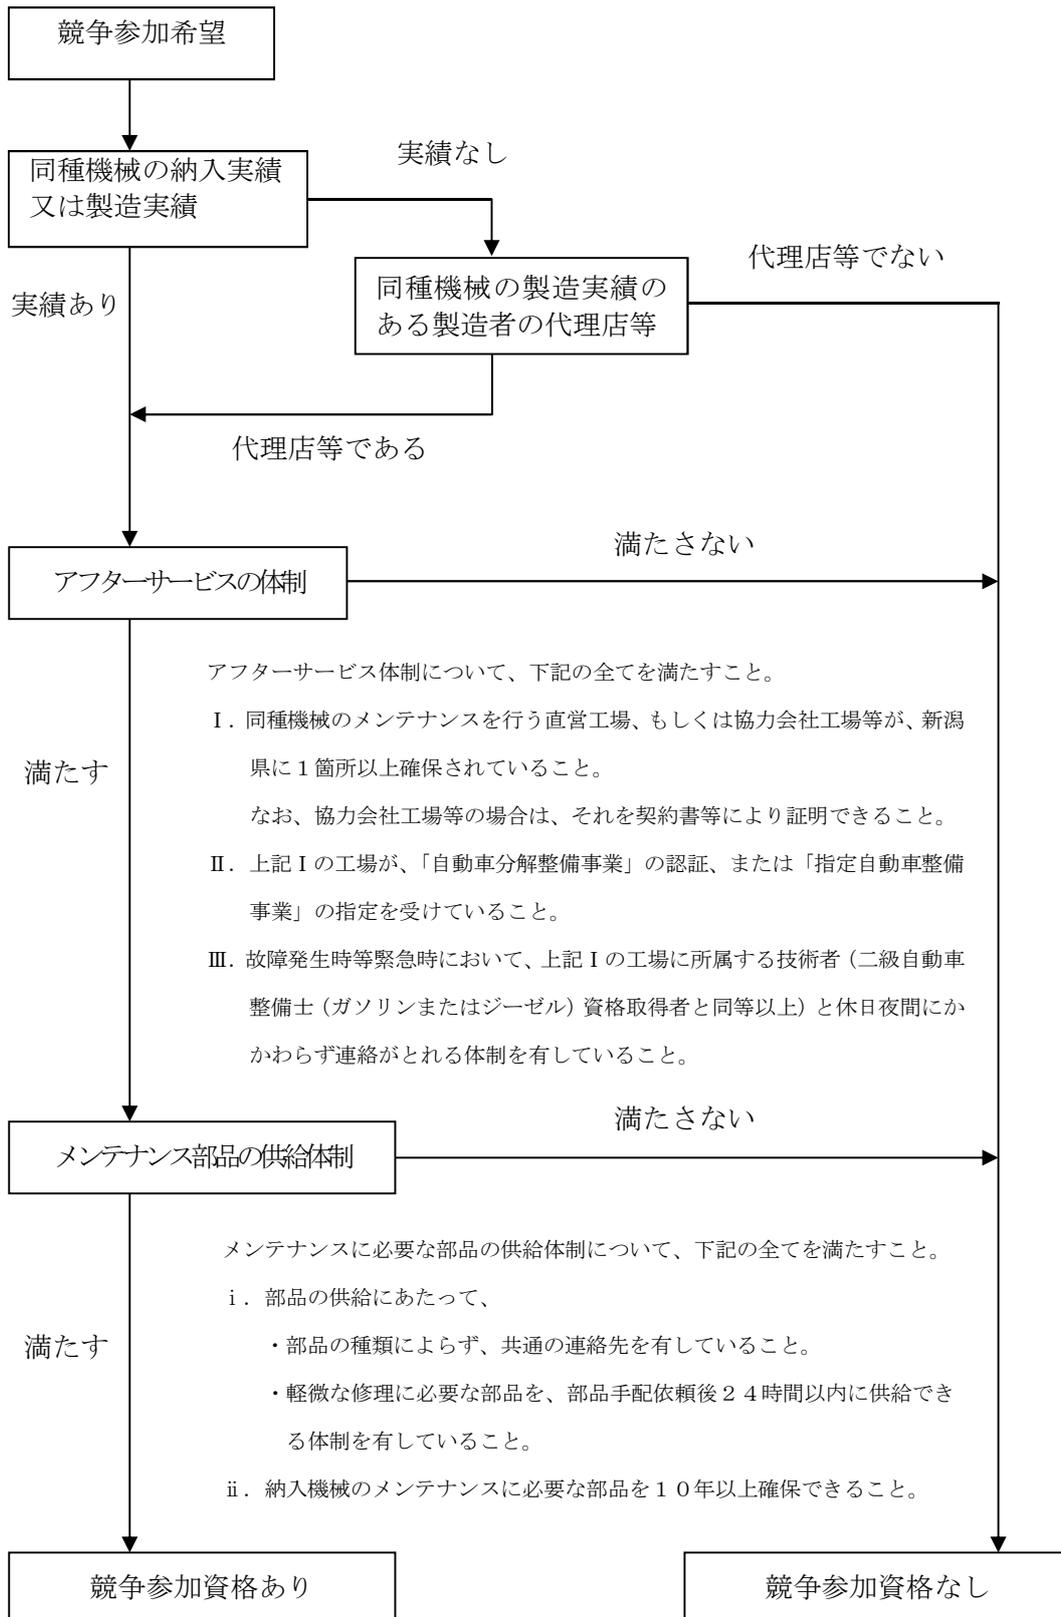 競争参加希望
実績なし
同種機械の納入実績
又は製造実績
代理店等でない
実績あり
同種機械の製造実績の
ある製造者の代理店等
代理店等である
満たさない
アフターサービスの体制
アフターサービス体制について、下記の全てを満たすこと。
Ⅰ．同種機械のメンテナンスを行う直営工場、もしくは協力会社工場等が、新潟
県に１箇所以上確保されていること。
満たす
なお、協力会社工場等の場合は、それを契約書等により証明できること。
Ⅱ．上記Ⅰの工場が、「自動車分解整備事業」の認証、または「指定自動車整備
事業」の指定を受けていること。
Ⅲ．故障発生時等緊急時において、上記Ⅰの工場に所属する技術者（二級自動車
整備士（ガソリンまたはジーゼル）資格取得者と同等以上）と休日夜間にか
かわらず連絡がとれる体制を有していること。
満たさない
メンテナンス部品の供給体制
メンテナンスに必要な部品の供給体制について、下記の全てを満たすこと。
ⅰ．部品の供給にあたって、
満たす
・部品の種類によらず、共通の連絡先を有していること。
・軽微な修理に必要な部品を、部品手配依頼後２４時間以内に供給でき
る体制を有していること。
ⅱ．納入機械のメンテナンスに必要な部品を１０年以上確保できること。
競争参加資格あり
競争参加資格なし